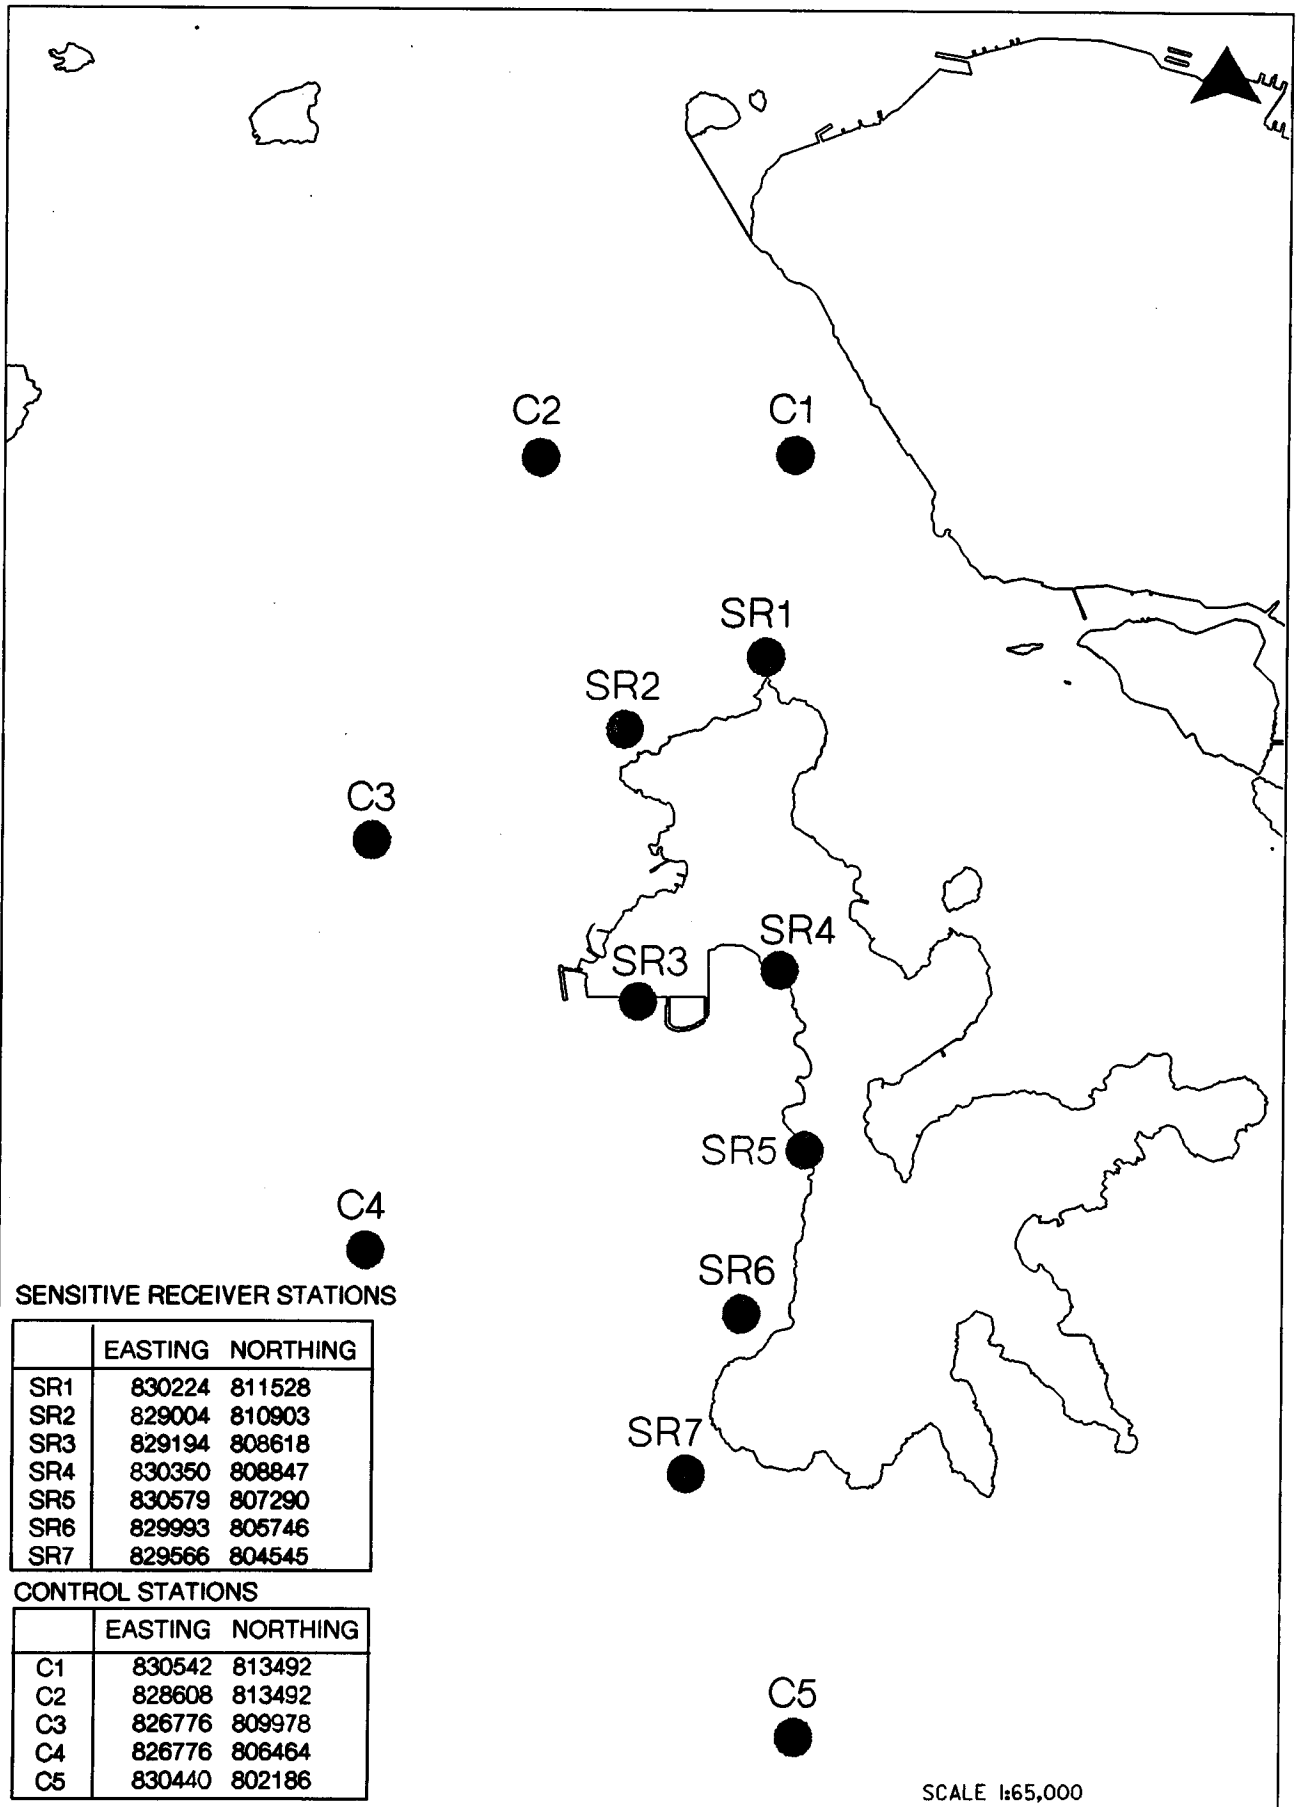 C2
C1
SR1
SR2
C3
SR4
SR3
SR5
C4
SR6
SENSITIVE RECEIVER STATIONS
EASTING NORTHING
SR1 830224 811528
SR2 829004 810903
SR3 829194 808618
SR4 830350 808847
SR5 830579 807290
SR6 829993 805746
SR7 829566 804545
SR7
CONTROL STATIONS
EASTING NORTHING
C1 830542 813492
C2 828608 813492
C3 826776 809978
C4 826776 806464
C5 830440 802186
C5
SCALE 1:65,000